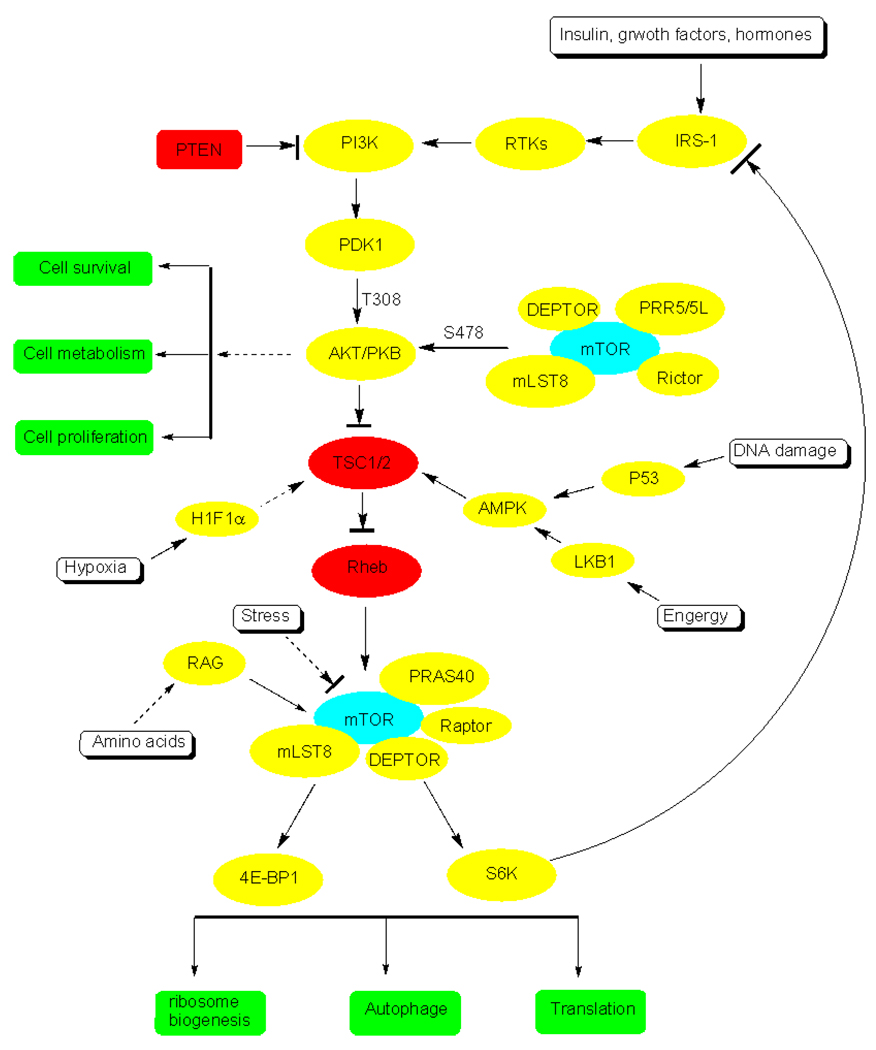 Insulin, grwoth factors, hormones
PTEN
PI3K
RTKs
IRS-1
PDK1
Cell survival
T308
DEPTOR
PRR5/5L
S478
Cell metabolism
AKT/PKB
mTOR
mLST8
Rictor
Cell proliferation
TSC1/2
DNA damage
P53
AMPK
H1F1α
Hypoxia
Rheb
LKB1
Stress
Engergy
RAG
PRAS40
mTOR
Raptor
Amino acids
mLST8
DEPTOR
4E-BP1
S6K
ribosome
biogenesis
Autophage
Translation